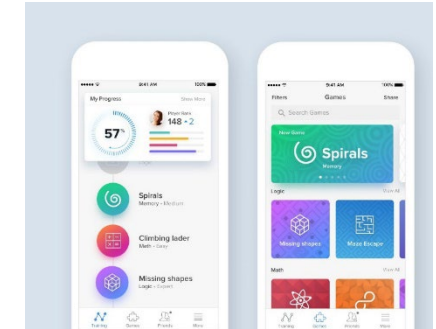 9:41 AM 100%
My Progress Show More
57%
Player Rank
148 • 2
Spirals
Memory • Medium
Climbing lader
Math • Easy
Missing shapes
Logic • Expert
Training Games Friends More
9:41 AM 100%
Filters Games Share
Search Games
New Game
Spirals
Memory
Logic View All
Missing shapes Maze Escape
Math View All
Training Games Friends More